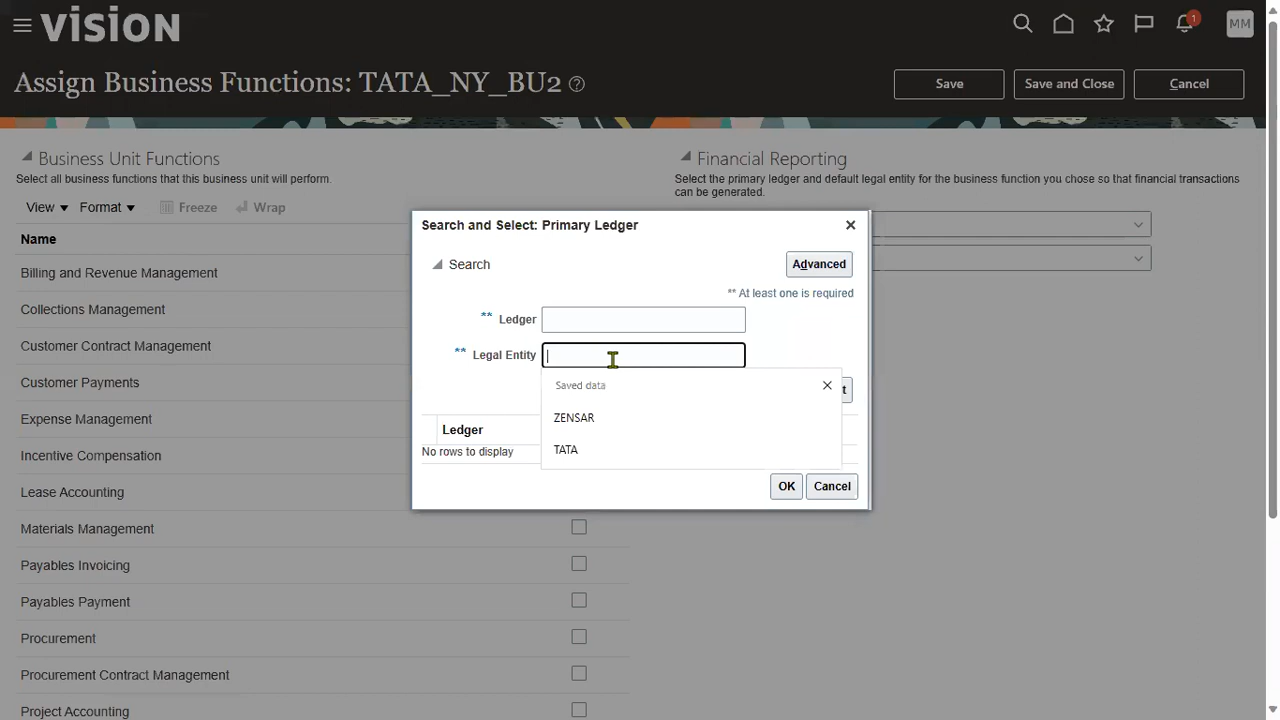 VISION
1
MM
Assign Business Functions: TATA_NY_BU2 ?
Save
Save and Close
Cancel
Business Unit Functions
Select all business functions that this business unit will perform.
View
Format
Freeze
Wrap
Name
Billing and Revenue Management
Collections Management
Customer Contract Management
Customer Payments
Expense Management
Incentive Compensation
Lease Accounting
Materials Management
Payables Invoicing
Payables Payment
Procurement
Procurement Contract Management
Project Accounting
Financial Reporting
Select the primary ledger and default legal entity for the business function you chose so that financial transactions
can be generated.
Search and Select: Primary Ledger
Search
Advanced
** At least one is required
** Ledger
** Legal Entity
Saved data
ZENSAR
TATA
Ledger
No rows to display
OK
Cancel